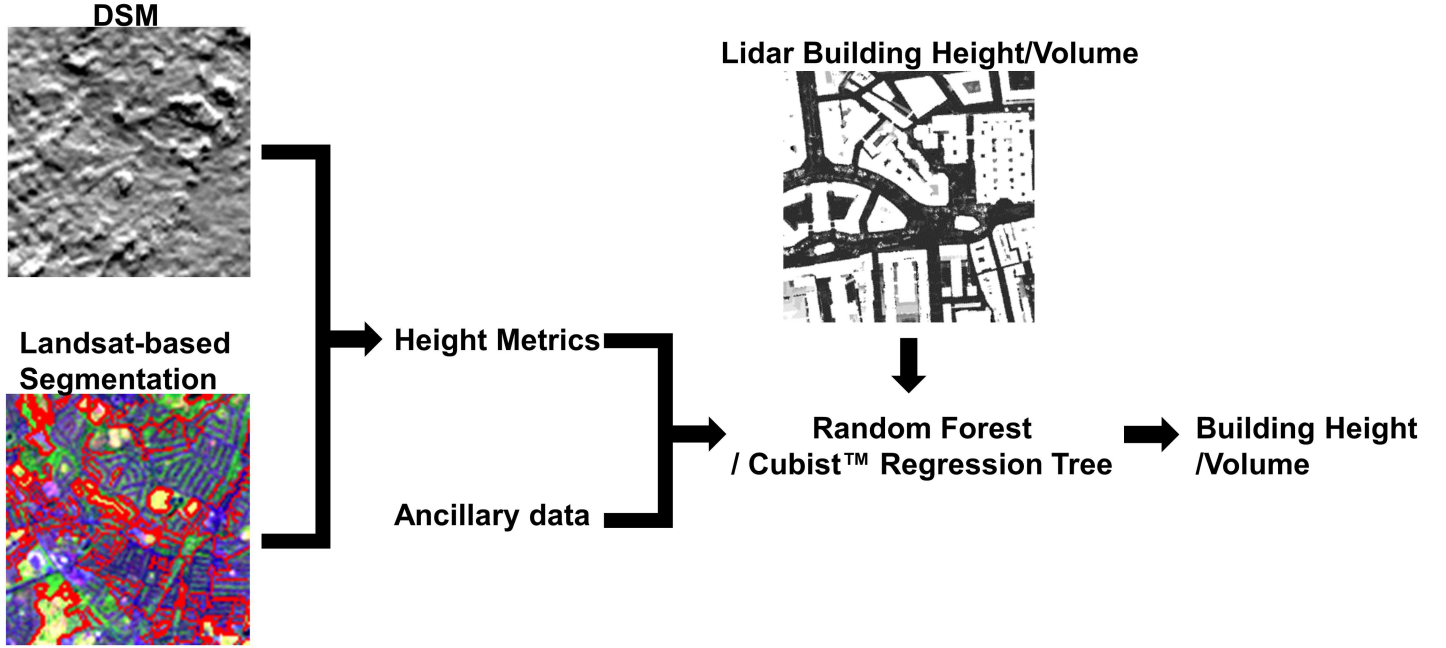 DSM
Lidar Building Height/Volume
Landsat-based
Segmentation
Height Metrics
Ancillary data
Random Forest
/ Cubist™ Regression Tree
Building Height
/Volume